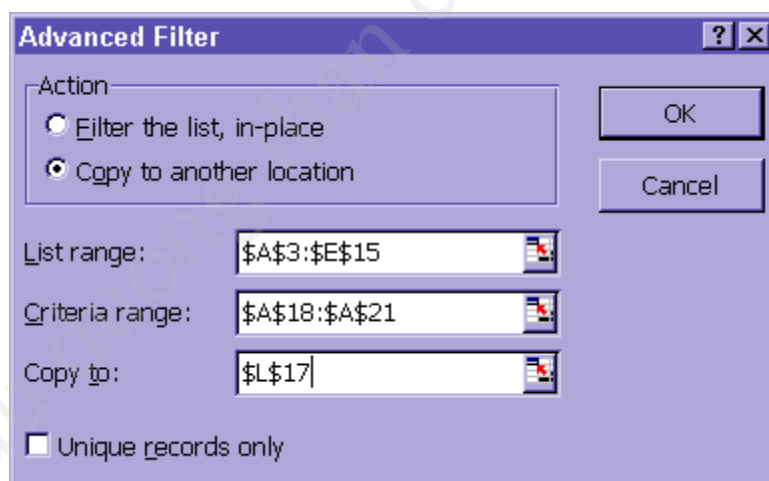 Advanced Filter
Action
Filter the list, in-place
Copy to another location
OK
Cancel
List range:
$A$3:$E$15
Criteria range:
$A$18:$A$21
Copy to:
$L$17
Unique records only